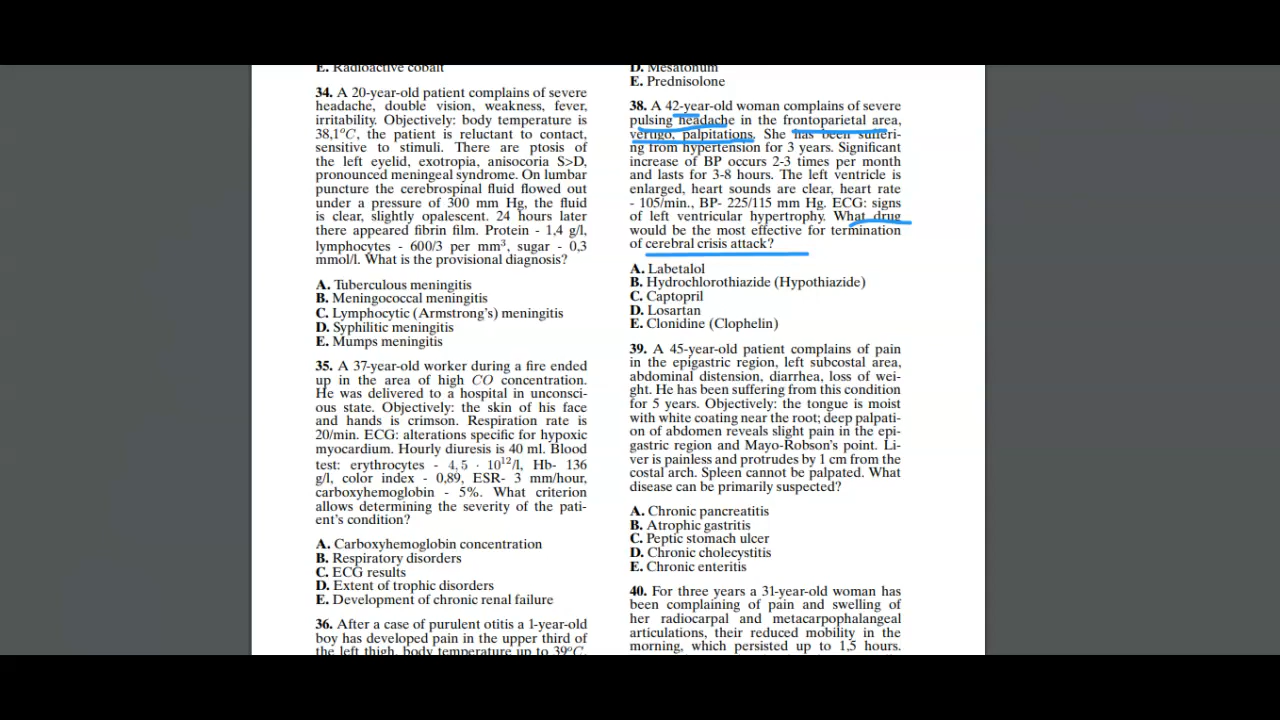 E. Radioactive cobalt
34. A 20-year-old patient complains of severe
headache, double vision, weakness, fever,
irritability. Objectively: body temperature is
38,1°C, the patient is reluctant to contact,
sensitive to stimuli. There are ptosis of
the left eyelid, exotropia, anisocoria S>D,
pronounced meningeal syndrome. On lumbar
puncture the cerebrospinal fluid flowed out
under a pressure of 300 mm Hg, the fluid
is clear, slightly opalescent. 24 hours later
there appeared fibrin film. Protein - 1,4 g/l,
lymphocytes - 600/3 per mm³, sugar - 0,3
mmol/l. What is the provisional diagnosis?
A. Tuberculous meningitis
B. Meningococcal meningitis
C. Lymphocytic (Armstrong's) meningitis
D. Syphilitic meningitis
E. Mumps meningitis
35. A 37-year-old worker during a fire ended
up in the area of high CO concentration.
He was delivered to a hospital in unconsci-
ous state. Objectively: the skin of his face
and hands is crimson. Respiration rate is
20/min. ECG: alterations specific for hypoxic
myocardium. Hourly diuresis is 40 ml. Blood
test: erythrocytes - 4, 5 · 10¹²/l, Hb- 136
g/l, color index - 0,89, ESR- 3 mm/hour,
carboxyhemoglobin - 5%. What criterion
allows determining the severity of the pati-
ent's condition?
A. Carboxyhemoglobin concentration
B. Respiratory disorders
C. ECG results
D. Extent of trophic disorders
E. Development of chronic renal failure
36. After a case of purulent otitis a 1-year-old
boy has developed pain in the upper third of
the left thigh, body temperature up to 39°C.
D. Mesatonum
E. Prednisolone
38. A 42-year-old woman complains of severe
pulsing headache in the frontoparietal area,
vertigo, palpitations. She has been sufferi-
ng from hypertension for 3 years. Significant
increase of BP occurs 2-3 times per month
and lasts for 3-8 hours. The left ventricle is
enlarged, heart sounds are clear, heart rate
- 105/min., BP- 225/115 mm Hg. ECG: signs
of left ventricular hypertrophy. What drug
would be the most effective for termination
of cerebral crisis attack?
A. Labetalol
B. Hydrochlorothiazide (Hypothiazide)
C. Captopril
D. Losartan
E. Clonidine (Clophelin)
39. A 45-year-old patient complains of pain
in the epigastric region, left subcostal area,
abdominal distension, diarrhea, loss of wei-
ght. He has been suffering from this condition
for 5 years. Objectively: the tongue is moist
with white coating near the root; deep palpati-
on of abdomen reveals slight pain in the epi-
gastric region and Mayo-Robson's point. Li-
ver is painless and protrudes by 1 cm from the
costal arch. Spleen cannot be palpated. What
disease can be primarily suspected?
A. Chronic pancreatitis
B. Atrophic gastritis
C. Peptic stomach ulcer
D. Chronic cholecystitis
E. Chronic enteritis
40. For three years a 31-year-old woman has
been complaining of pain and swelling of
her radiocarpal and metacarpophalangeal
articulations, their reduced mobility in the
morning, which persisted up to 1,5 hours.